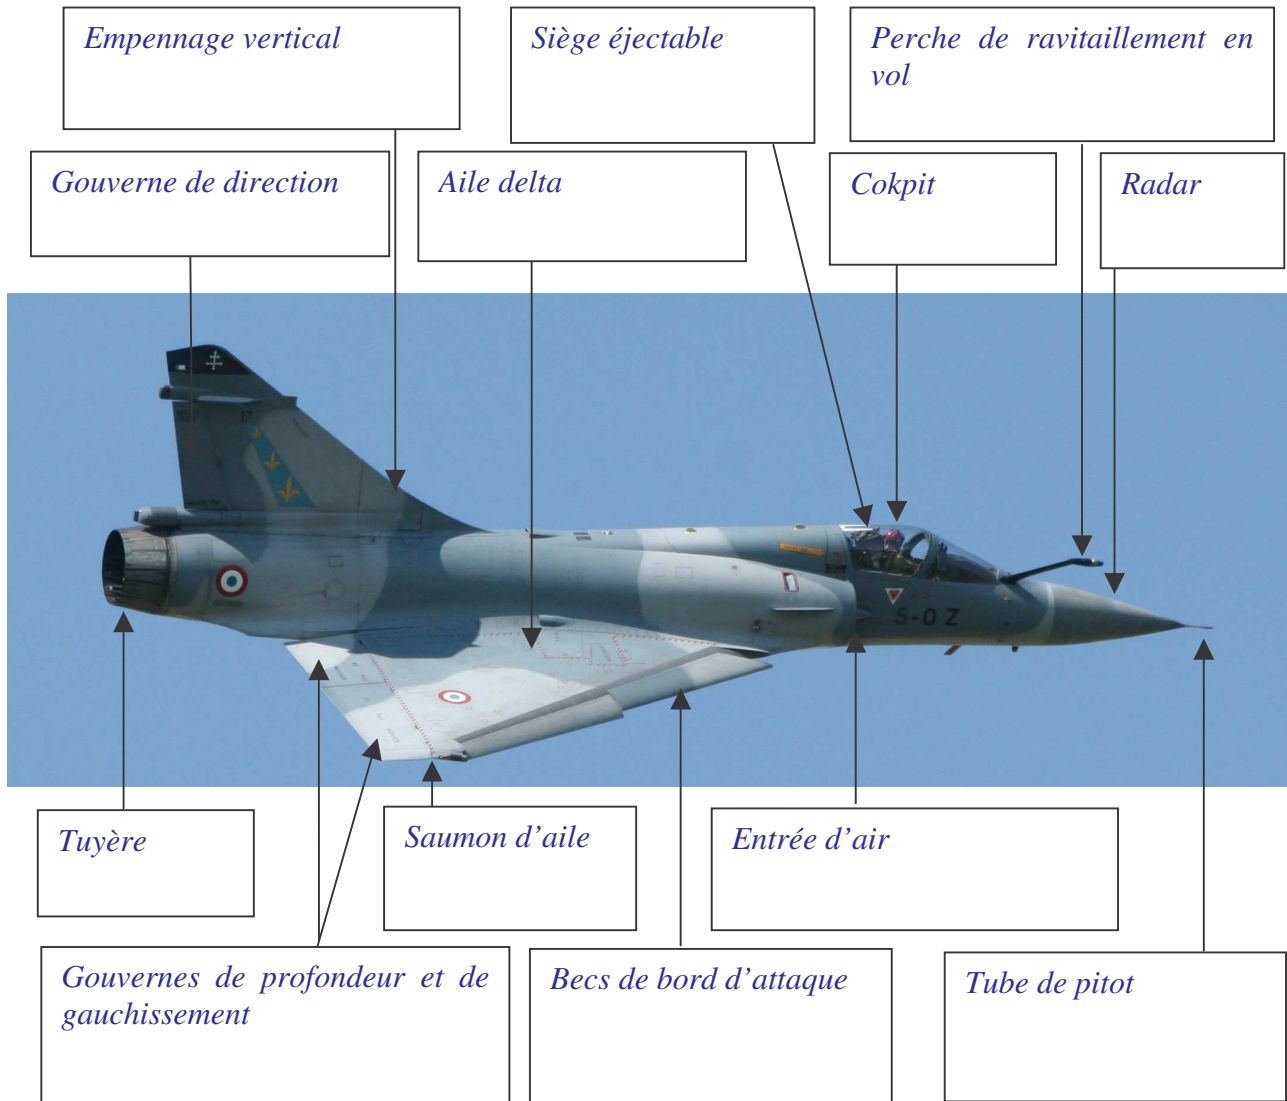 Empennage vertical
Siège éjectable
Perche de ravitaillement en
vol
Gouverne de direction
Aile delta
Cokpit
Radar
17
5-OZ
Tuyère
Saumon d’aile
Entrée d’air
Gouvernes de profondeur et de
gauchissement
Becs de bord d’attaque
Tube de pitot